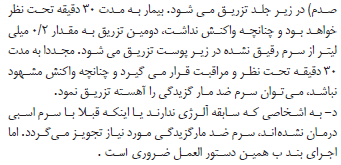 صدم) در زیر جلد تزریق می شود. بیمار به مدت ۳۰ دقیقه تحت نظر
خواهد بود و چنانچه واکنش نداشت، دومین تزریق به مقدار ۰/۲ میلی
لیتر از سرم رقیق نشده در زیر پوست تزریق می شود. مجددا به مدت
۳۰ دقیقه تحت نظر و مراقبت قرار می گیرد و چنانچه واکنش مشهود
نباشد، می توان سرم ضد مار گزیدگی را آهسته تزریق نمود.
د- به اشخاصی که سابقه آلرژی ندارند یا اینکه قبلا با سرم اسبی
درمان نشده‌اند، سرم ضد مارگزیدگی مورد نیاز تجویز می‌گردد. اما
اجرای بند ب همین دستور العمل ضروری است .